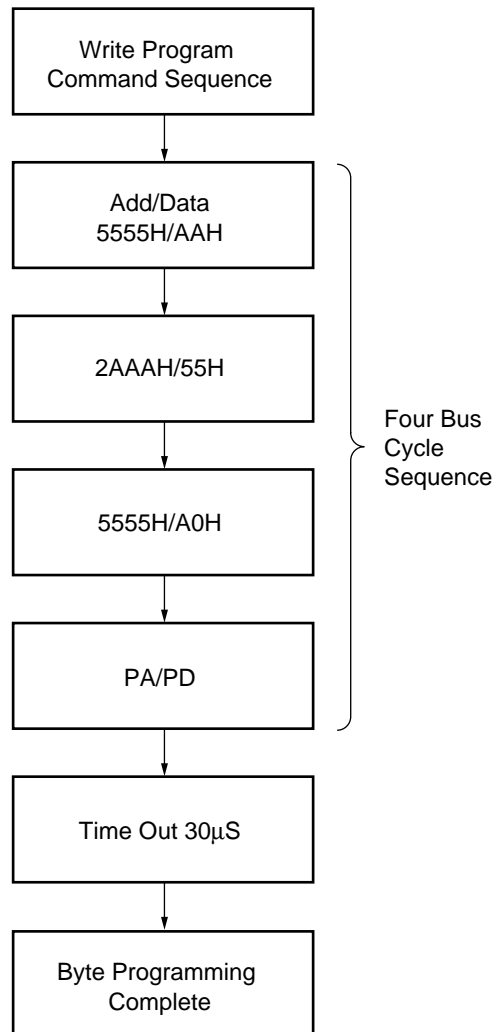 Write Program
Command Sequence
Add/Data
5555H/AAH
2AAAH/55H
5555H/A0H
PA/PD
Four Bus
Cycle
Sequence
Time Out 30μS
Byte Programming
Complete